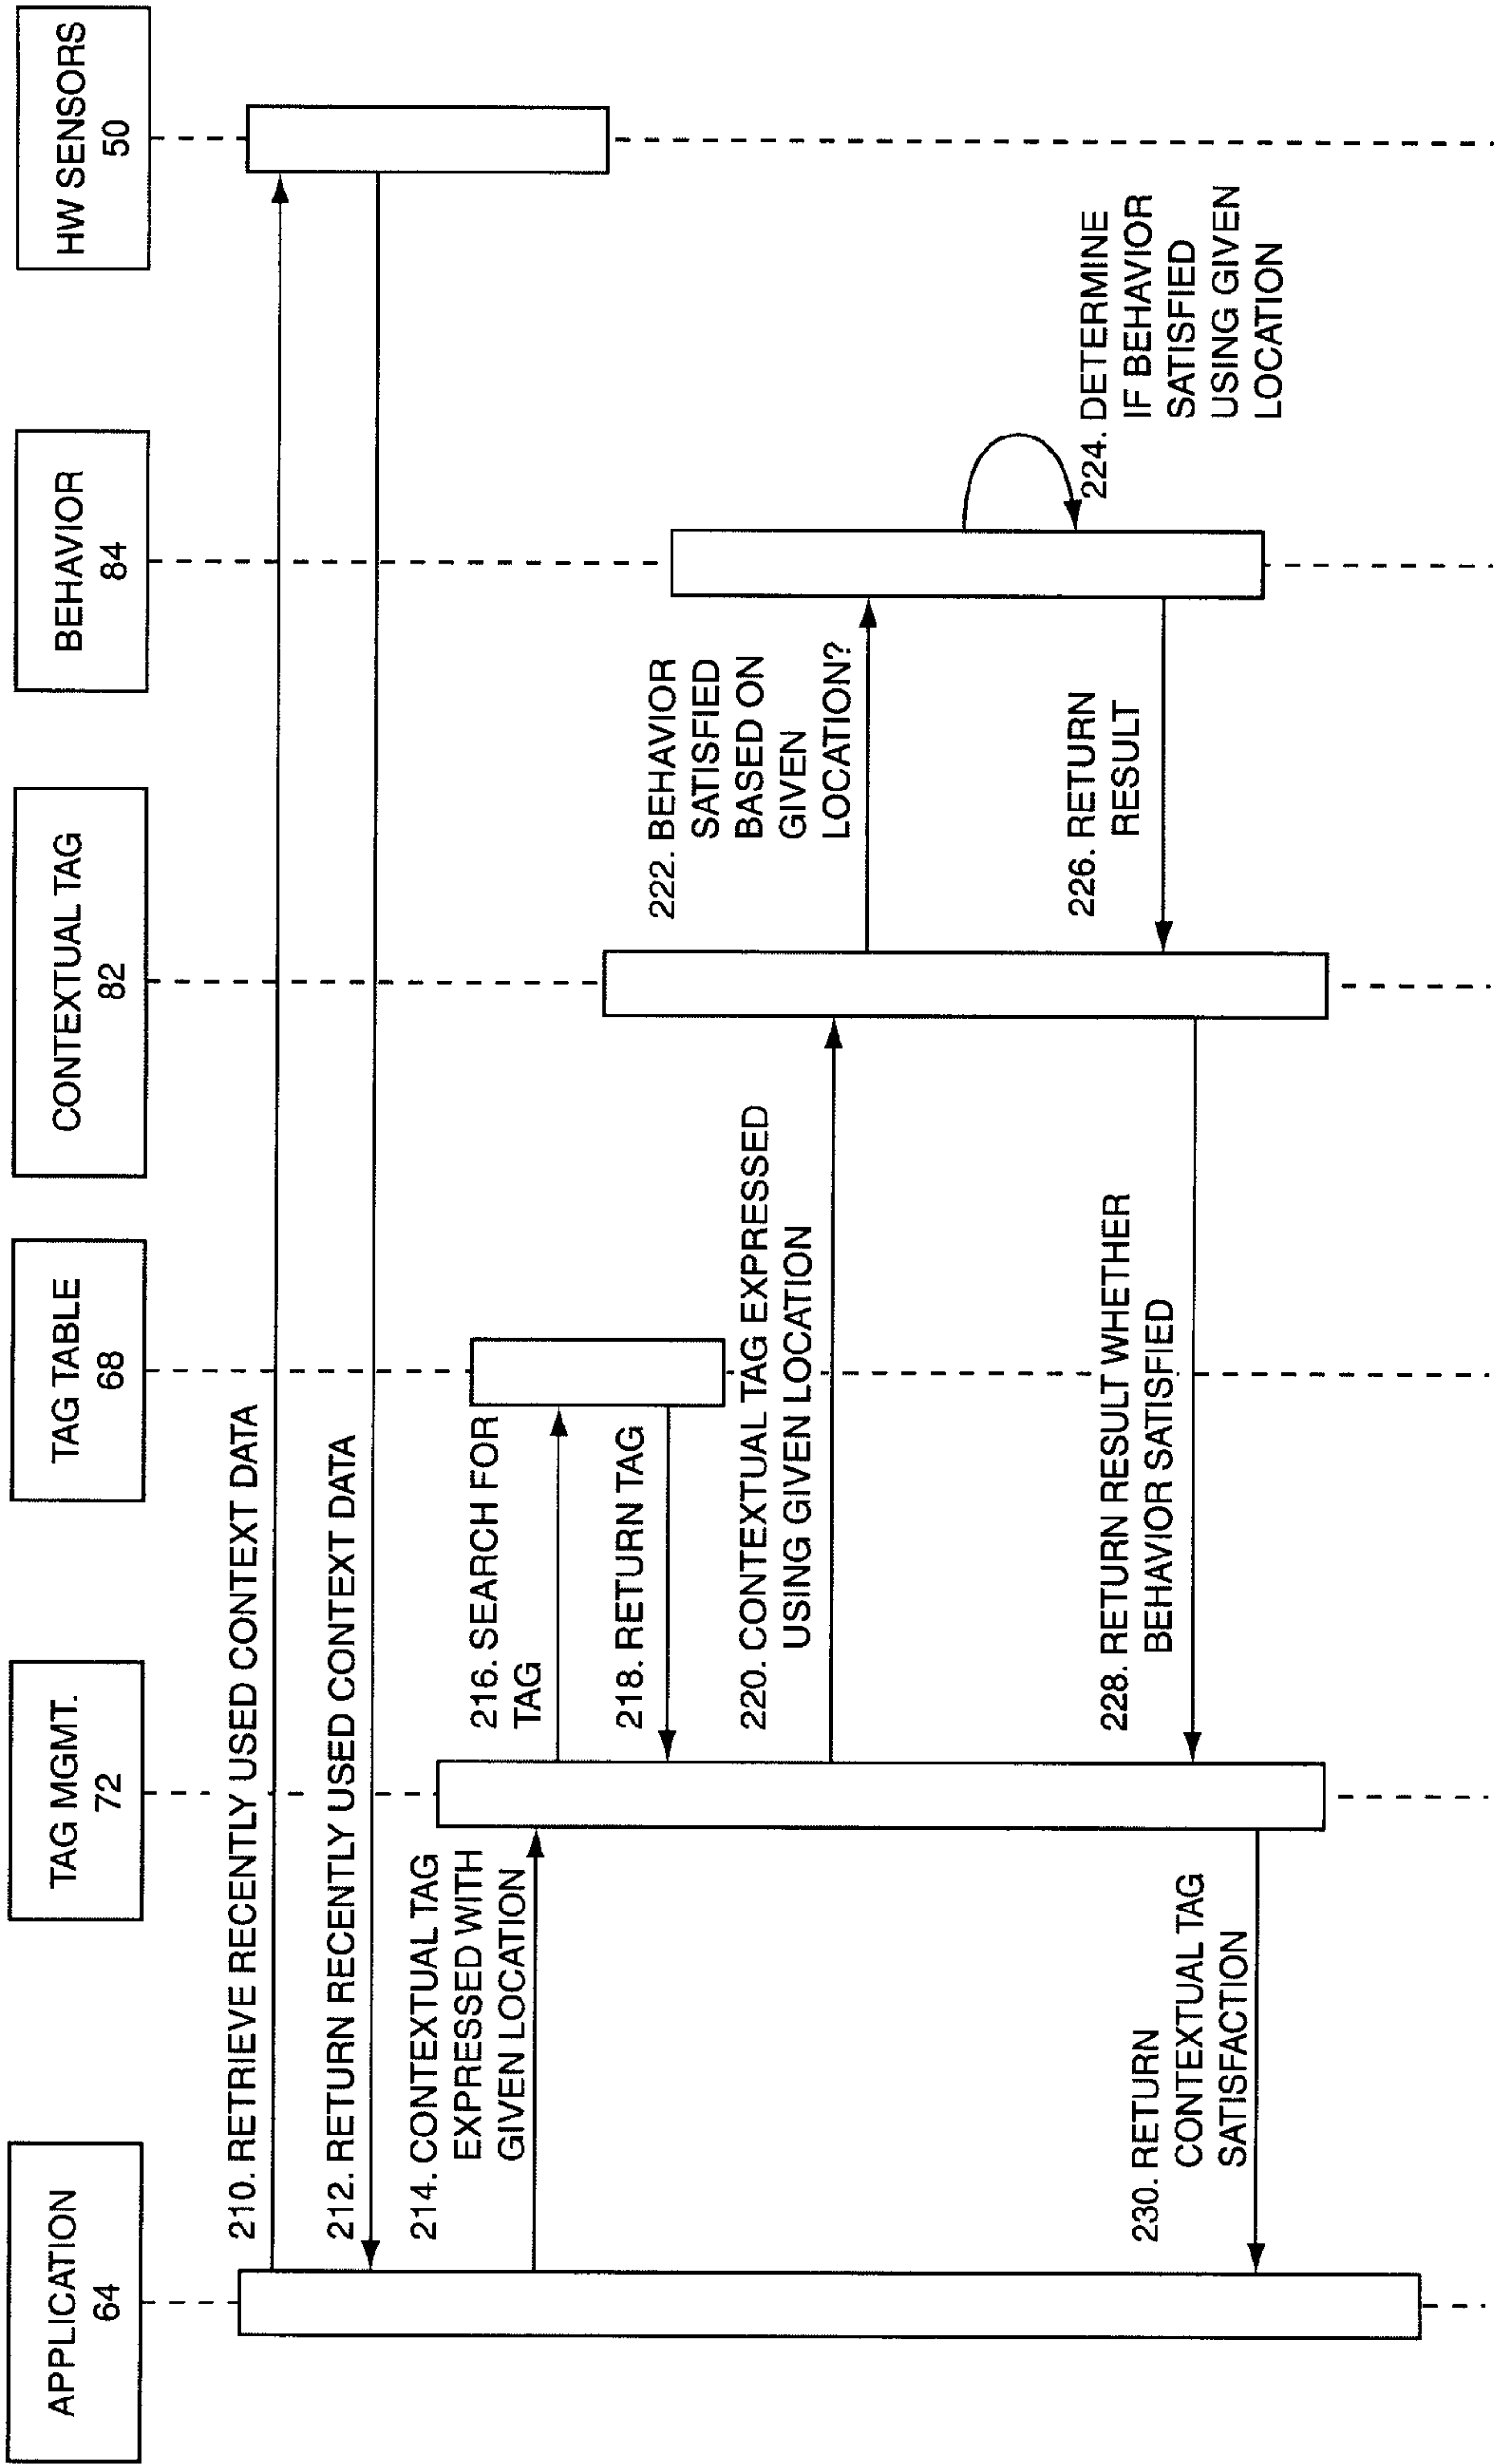 APPLICATION
64
TAG MGMT.
72
TAG TABLE
68
CONTEXTUAL TAG
82
BEHAVIOR
84
HW SENSORS
50
210. RETRIEVE RECENTLY USED CONTEXT DATA
212. RETURN RECENTLY USED CONTEXT DATA
214. CONTEXTUAL TAG
EXPRESSED WITH
GIVEN LOCATION
216. SEARCH FOR
TAG
218. RETURN TAG
220. CONTEXTUAL TAG EXPRESSED
USING GIVEN LOCATION
222. BEHAVIOR
SATISFIED
BASED ON
GIVEN
LOCATION?
224. DETERMINE
IF BEHAVIOR
SATISFIED
USING GIVEN
LOCATION
226. RETURN
RESULT
228. RETURN RESULT WHETHER
BEHAVIOR SATISFIED
230. RETURN
CONTEXTUAL TAG
SATISFACTION